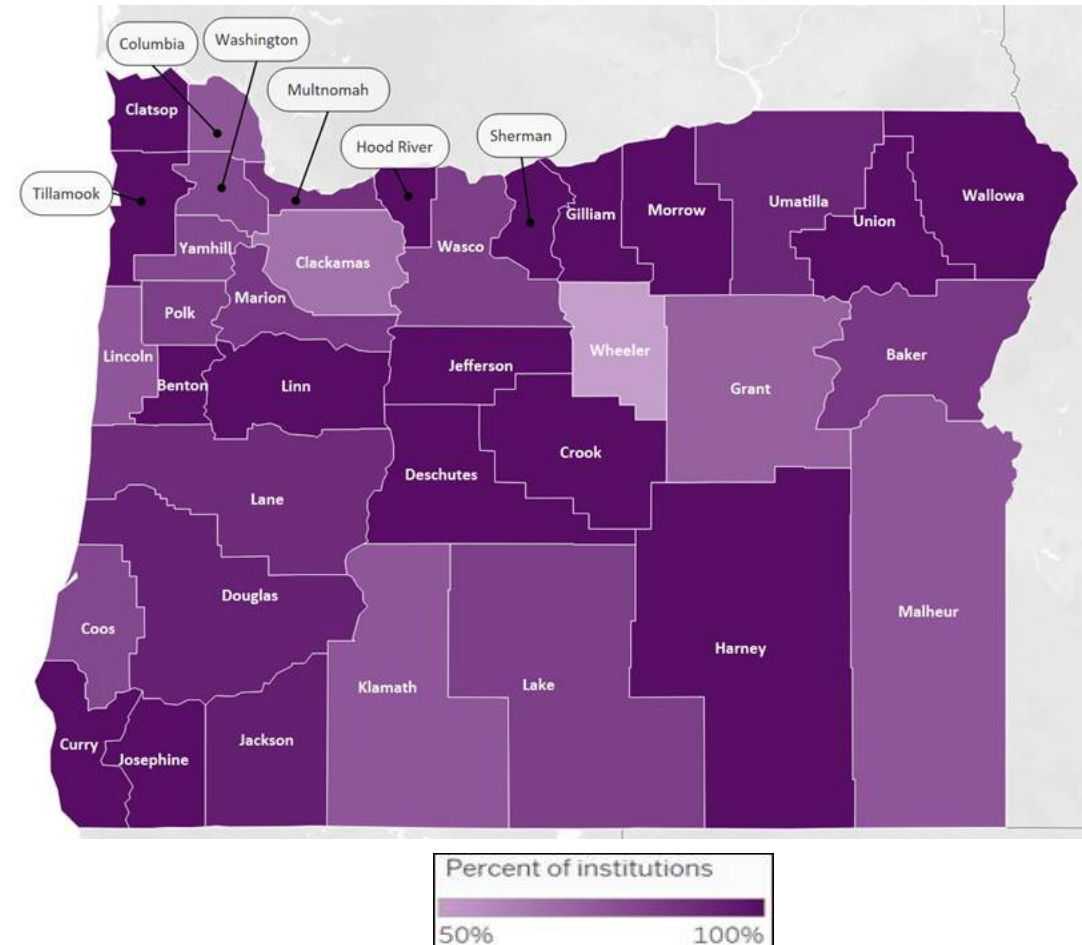 Columbia
Washington
Multnomah
Clatsop
Hood River
Sherman
Tillamook
Gilliam
Morrow
Umatilla
Union
Wallowa
Yamhill
Clackamas
Wasco
Marion
Polk
Lincoln
Benton
Linn
Jefferson
Wheeler
Grant
Baker
Crook
Deschutes
Lane
Douglas
Coos
Klamath
Lake
Harney
Malheur
Curry
Josephine
Jackson
Percent of institutions
50% 100%